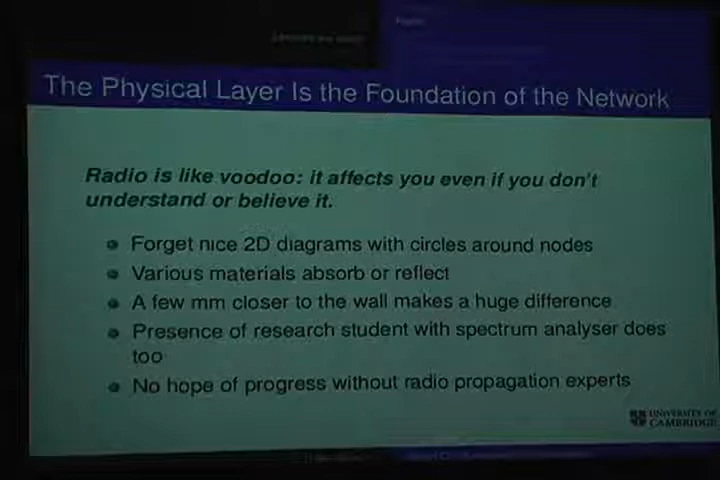 The Physical Layer Is the Foundation of the Network
Radio is like voodoo: it affects you even if you don't
understand or believe it.
Forget nice 2D diagrams with circles around nodes
Various materials absorb or reflect
A few mm closer to the wall makes a huge difference
Presence of research student with spectrum analyser does
too
No hope of progress without radio propagation experts
UNIVERSITY OF
CAMBRIDGE